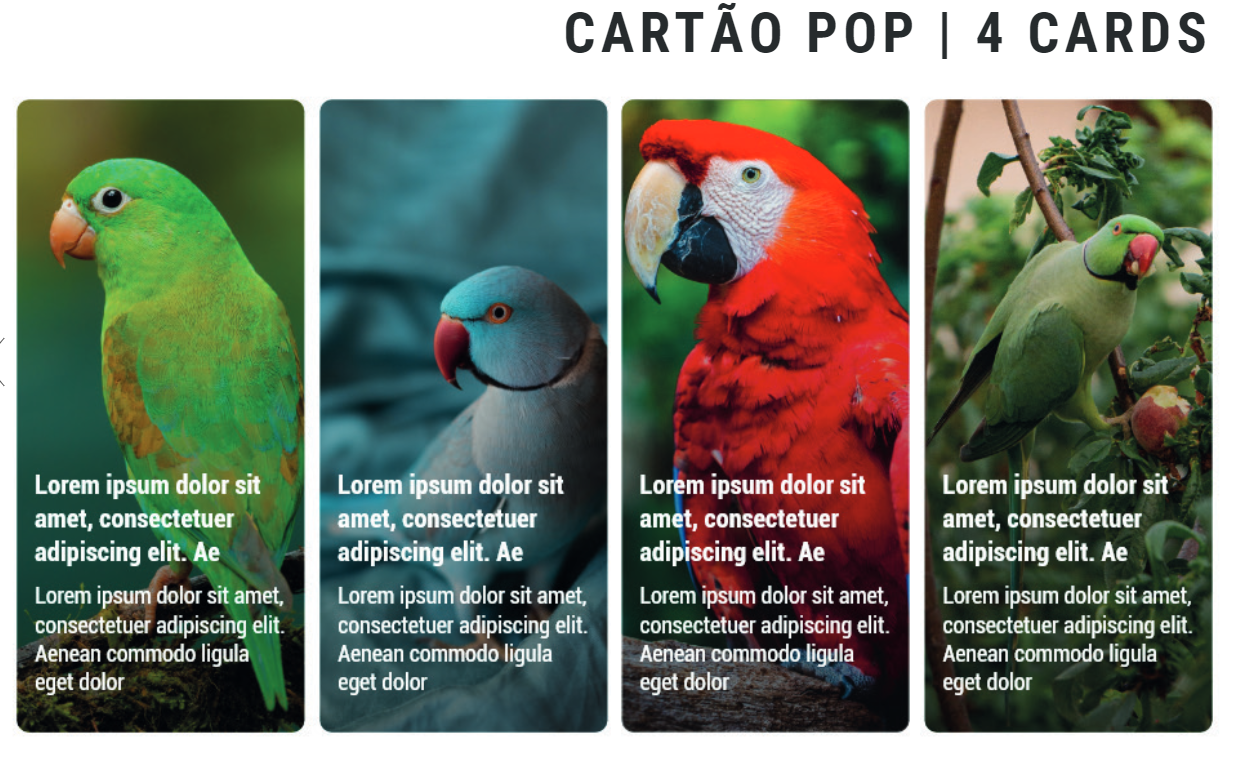 CARTÃO POP | 4 CARDS
Lorem ipsum dolor sit
amet, consectetuer
adipiscing elit. Ae
Lorem ipsum dolor sit amet,
consectetuer adipiscing elit.
Aenean commodo ligula
eget dolor
Lorem ipsum dolor sit
amet, consectetuer
adipiscing elit. Ae
Lorem ipsum dolor sit amet,
consectetuer adipiscing elit.
Aenean commodo ligula
eget dolor
Lorem ipsum dolor sit
amet, consectetuer
adipiscing elit. Ae
Lorem ipsum dolor sit amet,
consectetuer adipiscing elit.
Aenean commodo ligula
eget dolor
Lorem ipsum dolor sit
amet, consectetuer
adipiscing elit. Ae
Lorem ipsum dolor sit amet,
consectetuer adipiscing elit.
Aenean commodo ligula
eget dolor